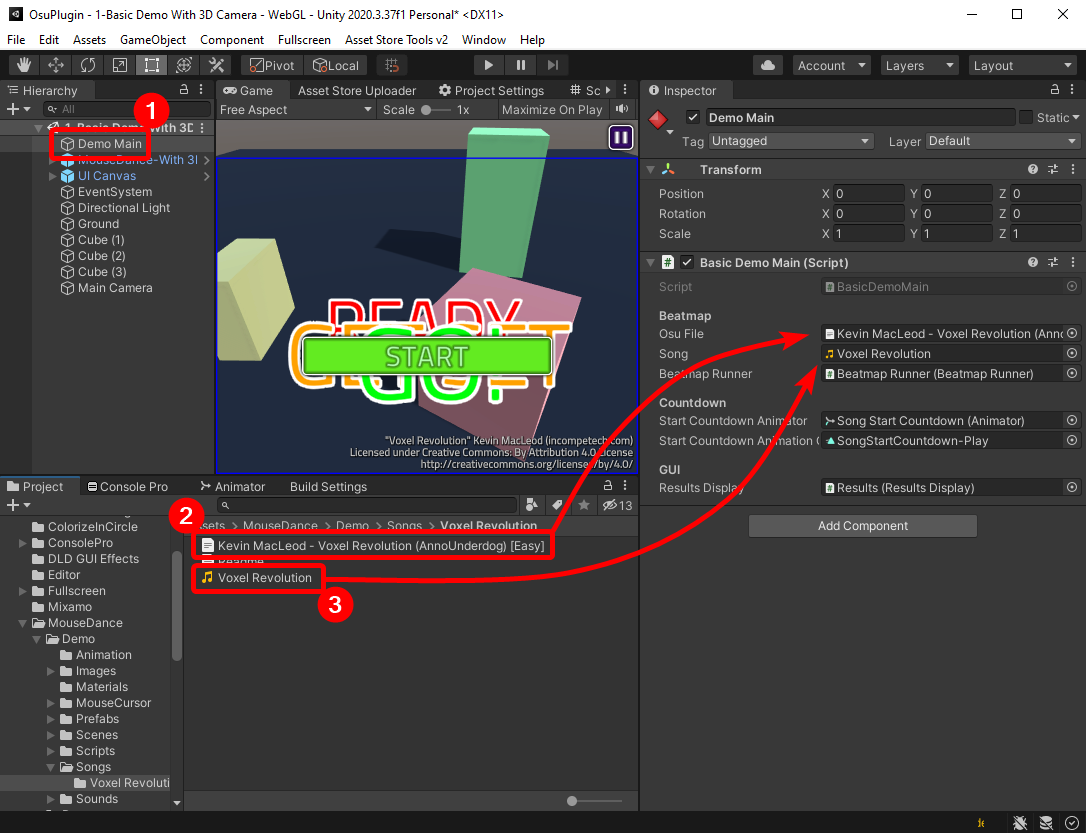 OsuPlugin - 1-Basic Demo With 3D Camera - WebGL - Unity 2020.3.37f1 Personal* <DX11>
File Edit Assets GameObject Component Fullscreen Asset Store Tools v2 Window Help
Pivot Local Account Layers Layout
Hierarchy
All
1
1-Basic Demo With 3D
Demo Main
MouseDance-With 3D
UI Canvas
EventSystem
Directional Light
Ground
Cube (1)
Cube (2)
Cube (3)
Main Camera
Game Asset Store Uploader Project Settings Sc
Free Aspect Scale 1x Maximize On Play
READY
GET SET
GO!
START
"Voxel Revolution" Kevin MacLeod (incompetech.com)
Licensed under Creative Commons: By Attribution 4.0 License
http://creativecommons.org/licenses/by/4.0/
Inspector
Demo Main Static
Tag Untagged Layer Default
Transform
Position X 0 Y 0 Z 0
Rotation X 0 Y 0 Z 0
Scale X 1 Y 1 Z 1
# Basic Demo Main (Script)
Script # BasicDemoMain
Beatmap
Osu File Kevin MacLeod - Voxel Revolution (Anno
Song Voxel Revolution
Beatmap Runner # Beatmap Runner (Beatmap Runner)
Countdown
Start Countdown Animator Song Start Countdown (Animator)
Start Countdown Animation C SongStartCountdown-Play
GUI
Results Display # Results (Results Display)
Add Component
Project Console Pro Animator Build Settings
13
ColorizeInCircle
ConsolePro
DLD GUI Effects
Editor
Fullscreen
Mixamo
MouseDance
Demo
Animation
Images
Materials
MouseCursor
Prefabs
Scenes
Scripts
Songs
Voxel Revoluti
Sounds
2
ssets > MouseDance > Demo > Songs > Voxel Revolution
Kevin MacLeod - Voxel Revolution (AnnoUnderdog) [Easy]
Readme
Voxel Revolution
3